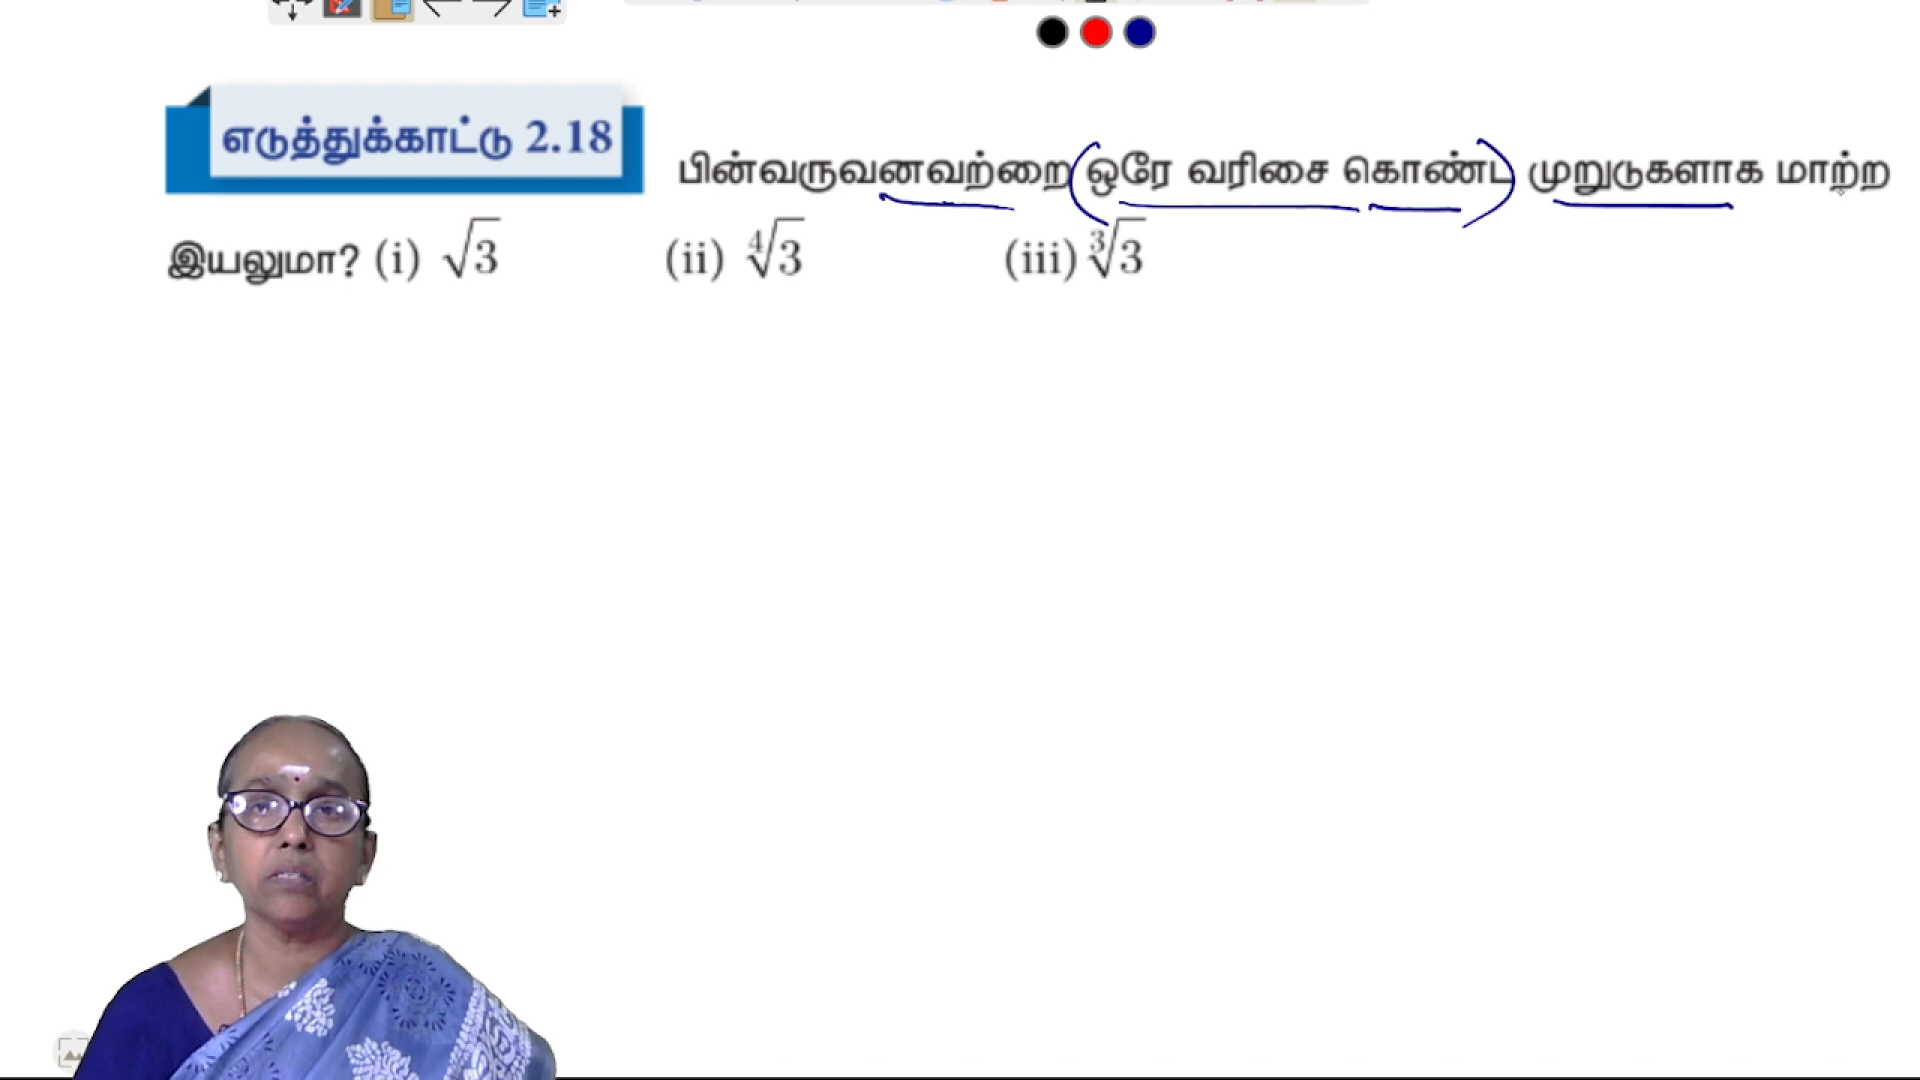 எடுத்துக்காட்டு 2.18
பின்வருவனவற்றை ஒரே வரிசை கொண்ட முறுடுகளாக மாற்ற
இயலுமா? (i) √3 (ii) ∜3 (iii) ∛3